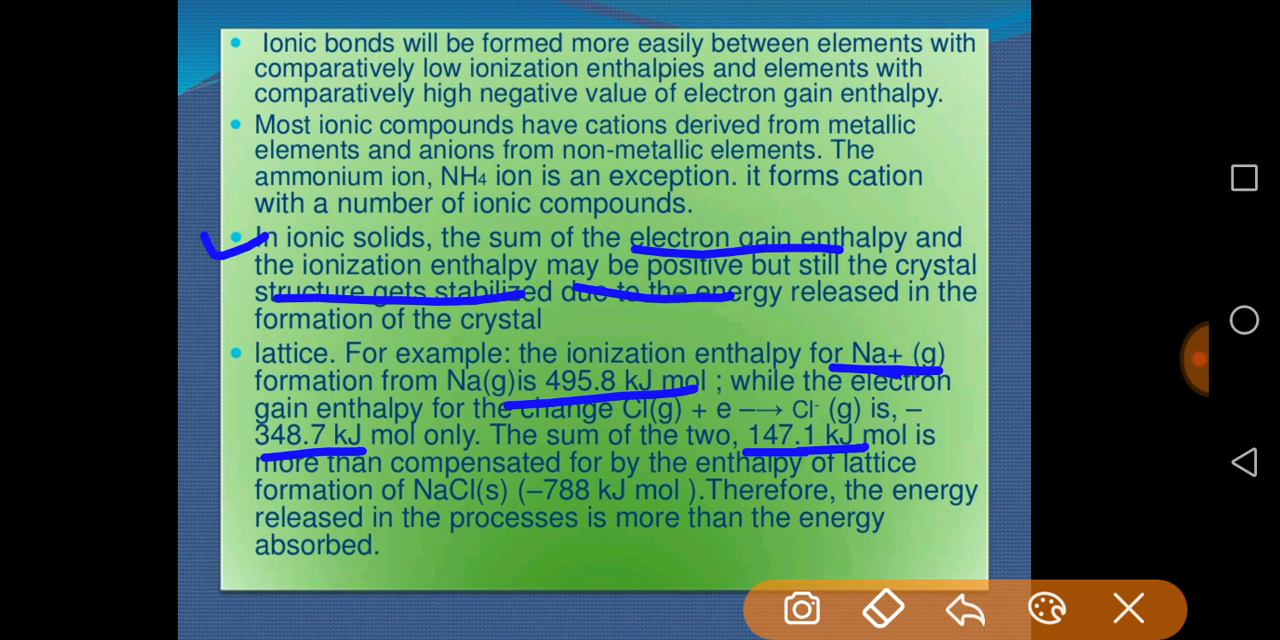 Ionic bonds will be formed more easily between elements with
comparatively low ionization enthalpies and elements with
comparatively high negative value of electron gain enthalpy.
Most ionic compounds have cations derived from metallic
elements and anions from non-metallic elements. The
ammonium ion, NH4 ion is an exception. it forms cation
with a number of ionic compounds.
In ionic solids, the sum of the electron gain enthalpy and
the ionization enthalpy may be positive but still the crystal
structure gets stabilized due to the energy released in the
formation of the crystal
lattice. For example: the ionization enthalpy for Na+ (g)
formation from Na(g)is 495.8 kJ mol ; while the electron
gain enthalpy for the change Cl(g) + e –→ Cl- (g) is, –
348.7 kJ mol only. The sum of the two, 147.1 kJ mol is
more than compensated for by the enthalpy of lattice
formation of NaCl(s) (–788 kJ mol ).Therefore, the energy
released in the processes is more than the energy
absorbed.